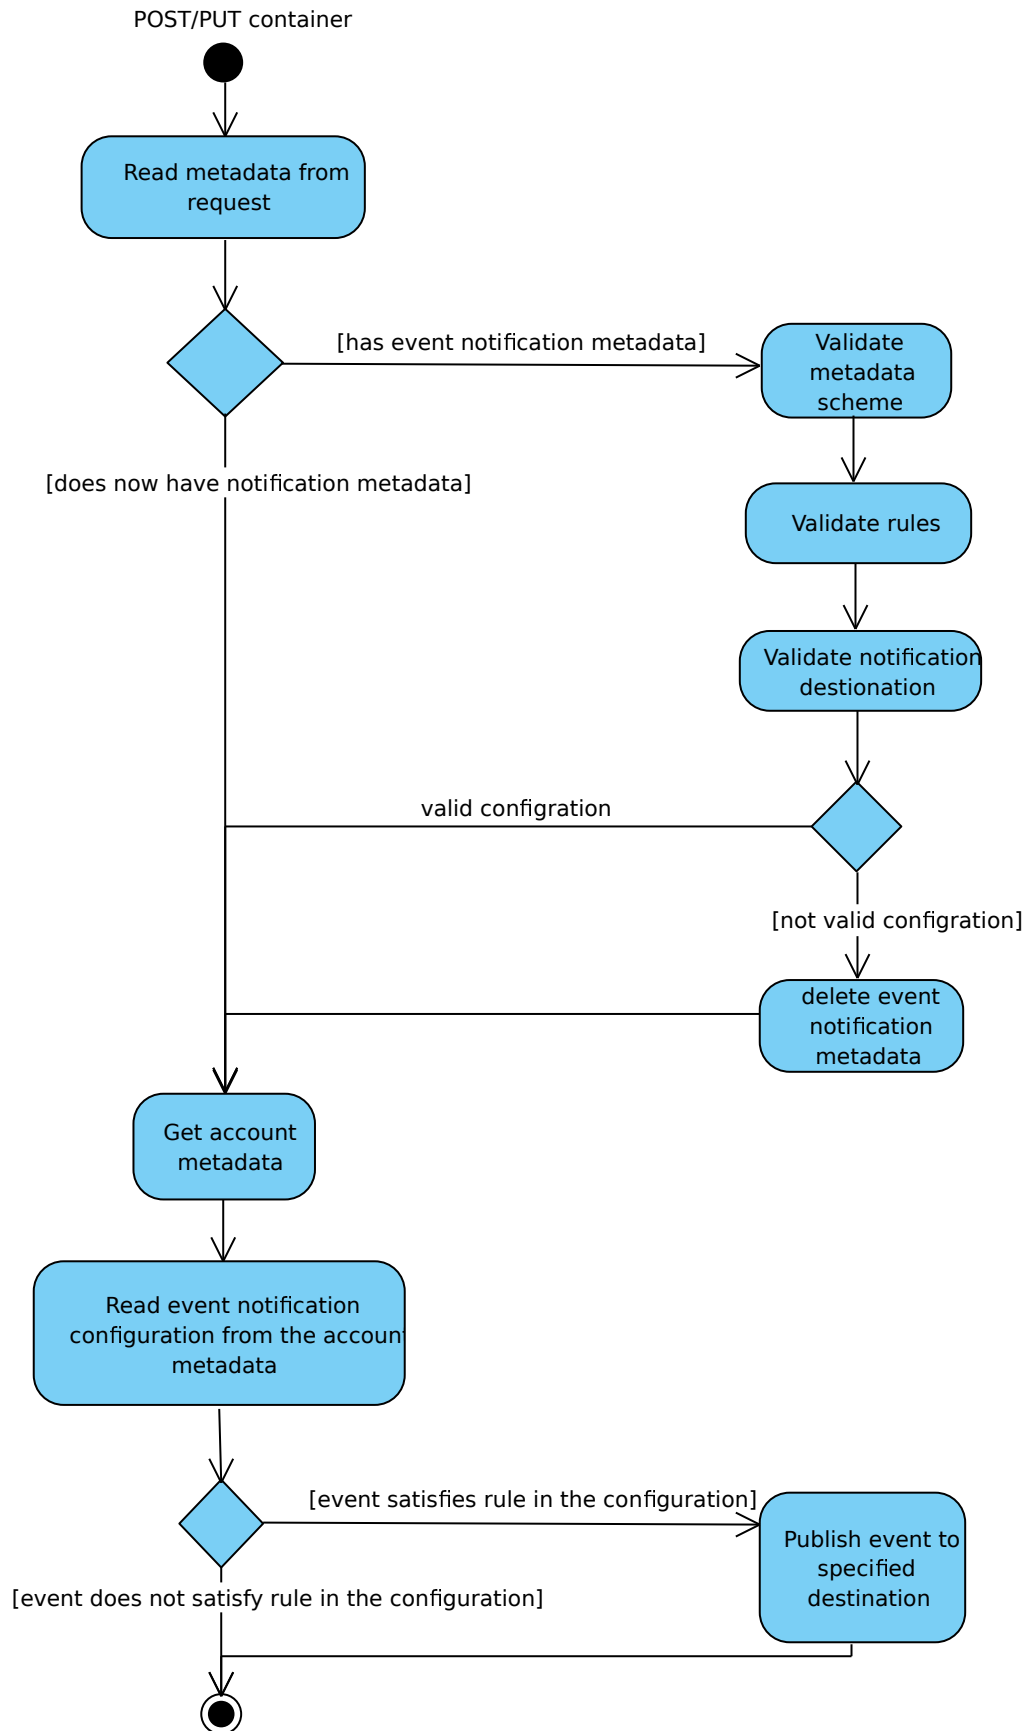 POST/PUT container
Read metadata from
request
[has event notification metadata]
Validate
metadata
scheme
[does now have notification metadata]
Validate rules
Validate notification
destionation
valid configration
[not valid configration]
delete event
notification
metadata
Get account
metadata
Read event notification
configuration from the account
metadata
[event satisfies rule in the configuration]
Publish event to
specified
destination
[event does not satisfy rule in the configuration]